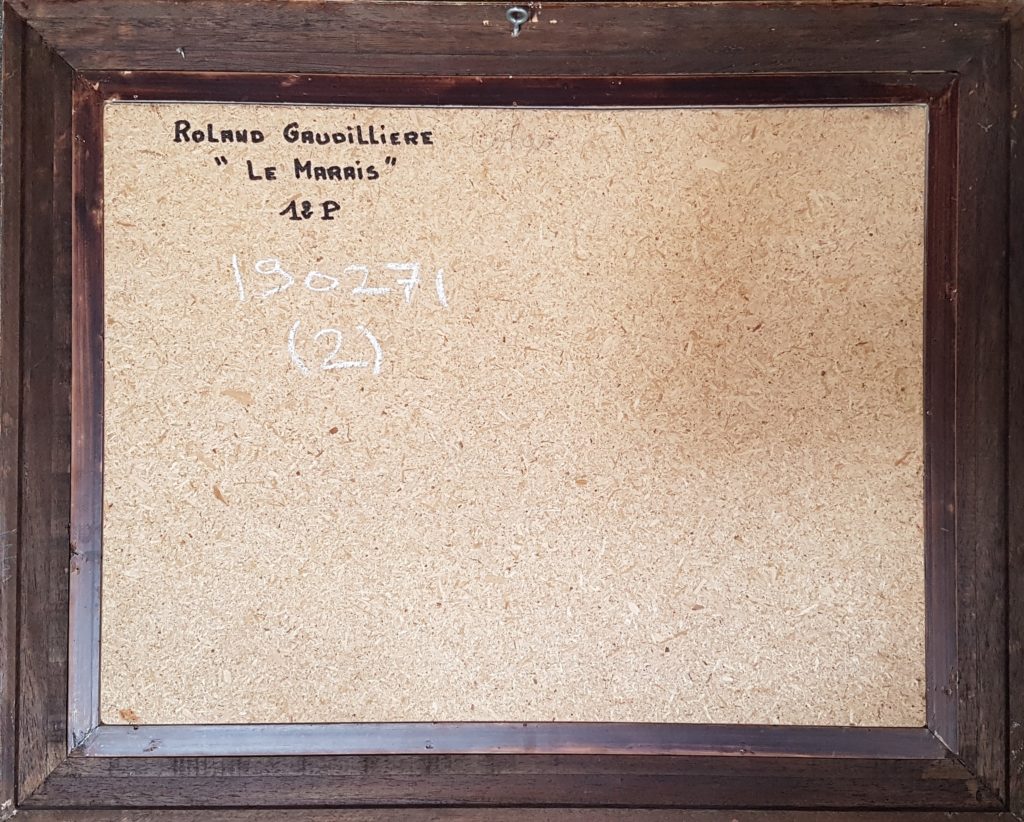 ROLAND GAUDILLIERE
" LE MARAIS"
12 P
190271
(2)